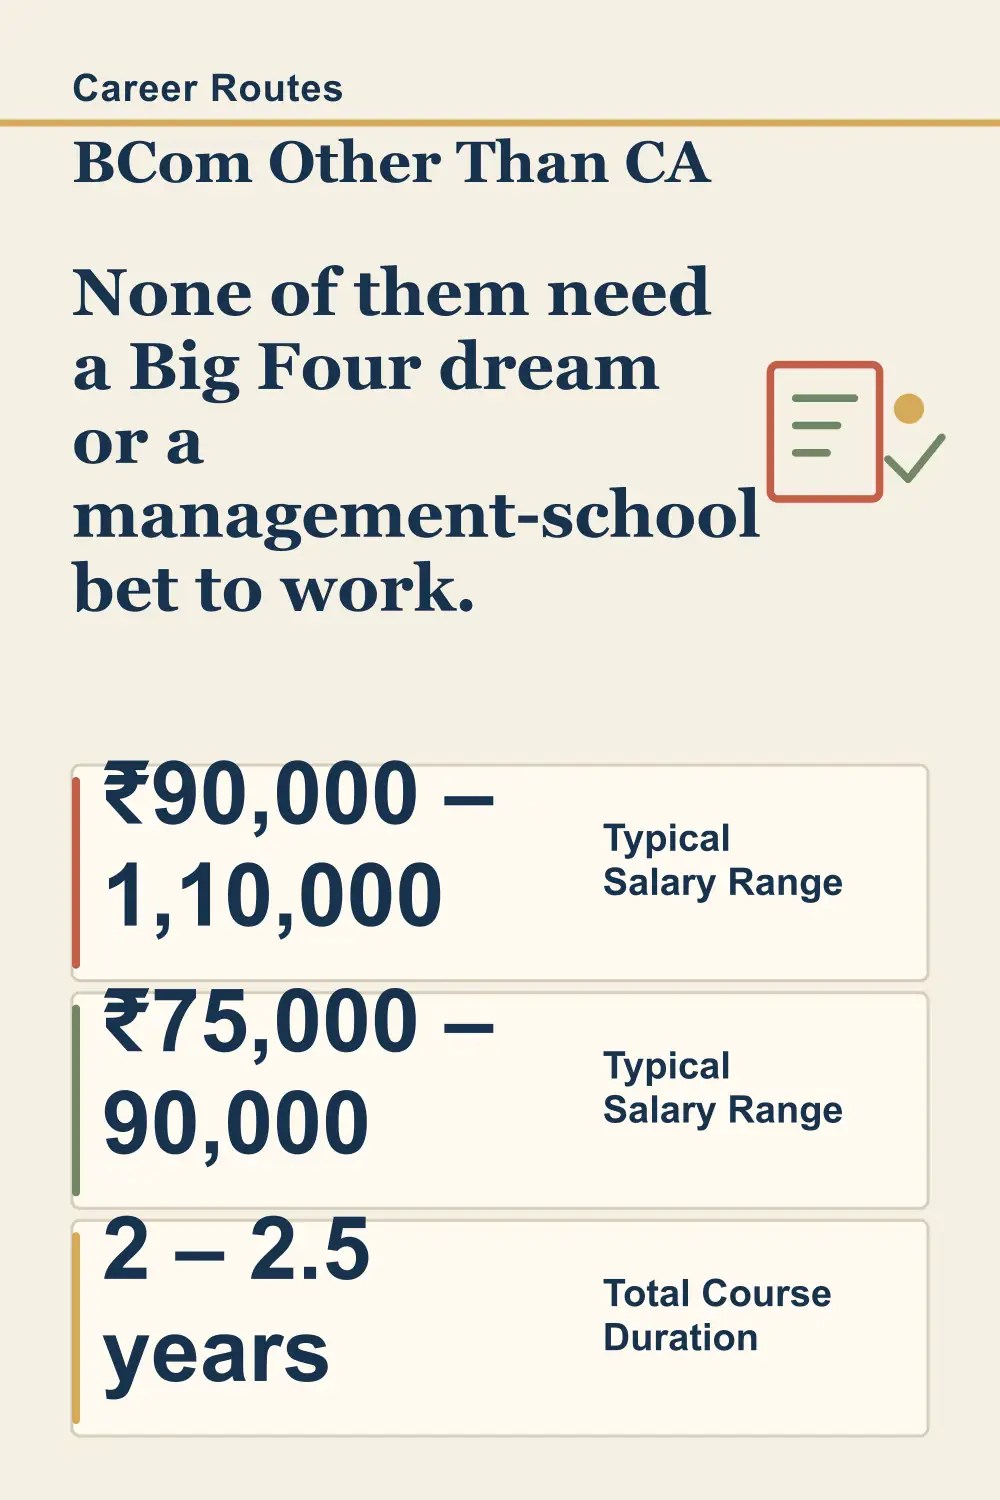 Career Routes
BCom Other Than CA
None of them need
a Big Four dream
or a
management-school
bet to work.
₹90,000 –
1,10,000
Typical
Salary Range
₹75,000 –
90,000
Typical
Salary Range
2 – 2.5
years
Total Course
Duration